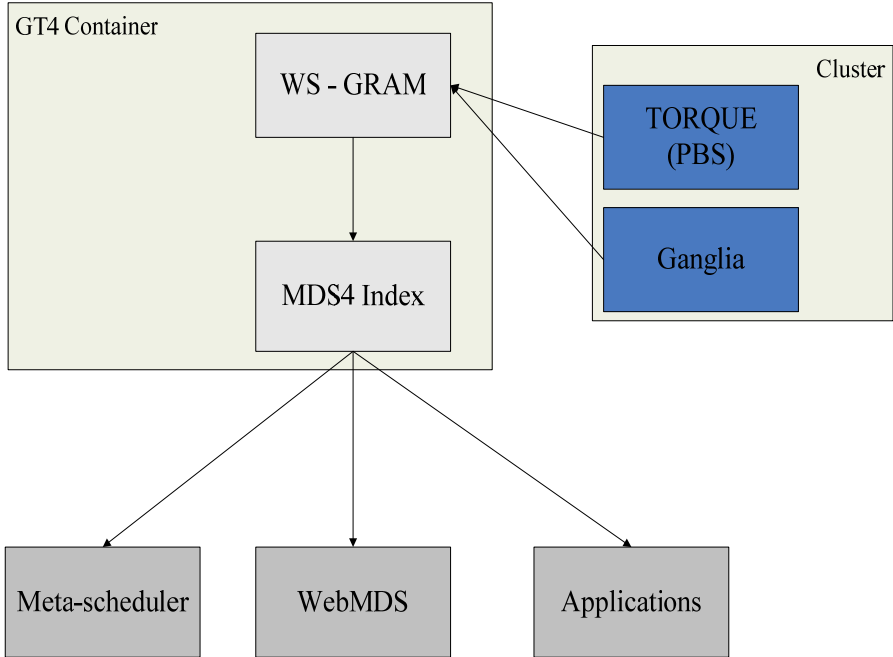 GT4 Container
WS - GRAM
Cluster
TORQUE
(PBS)
Ganglia
MDS4 Index
Meta-scheduler
WebMDS
Applications